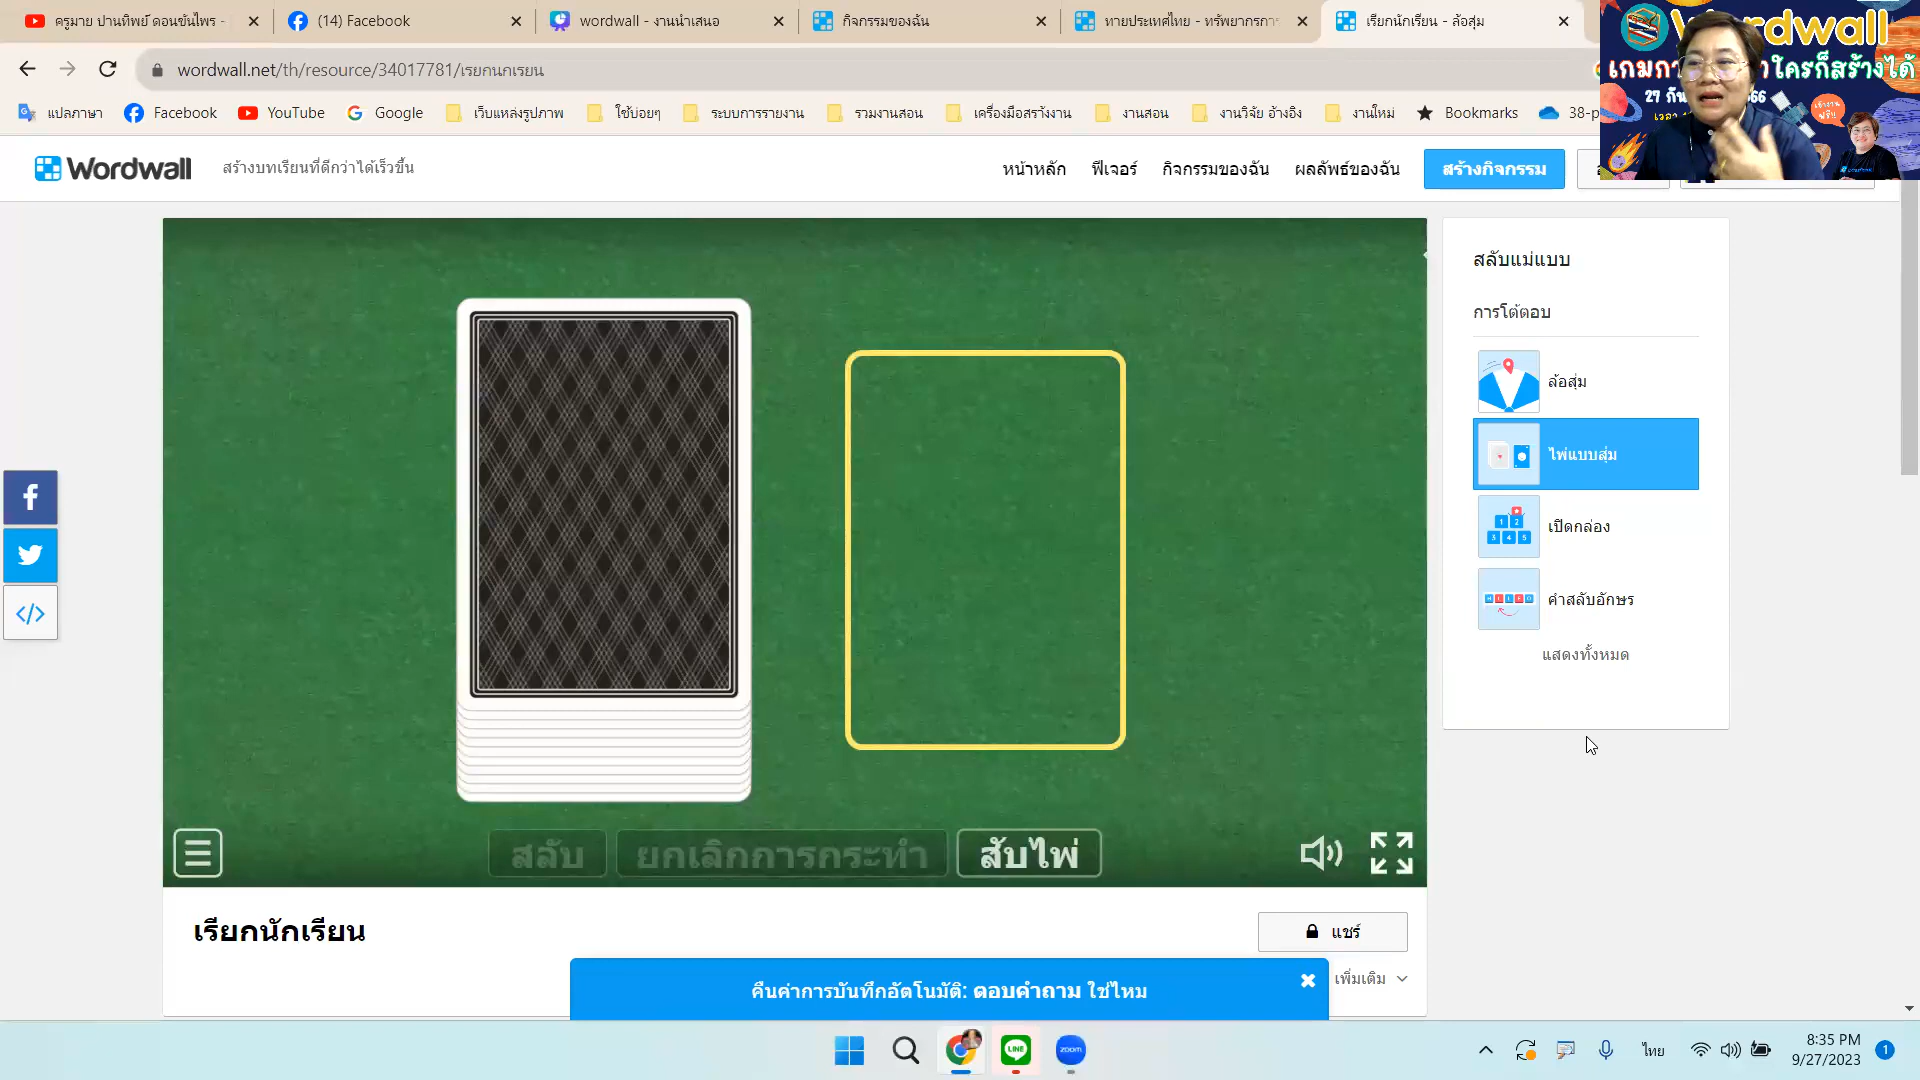 ครูมาย ปานทิพย์ ดอนขันไพร -
(14) Facebook
wordwall - งานนำเสนอ
กิจกรรมของฉัน
ทายประเทศไทย - ทรัพยากรกา
เรียกนักเรียน - ล้อสุ่ม
wordwall.net/th/resource/34017781/เรียกนักเรียน
แปลภาษา
Facebook
YouTube
Google
เว็บแหล่งรูปภาพ
ใช้บ่อยๆ
ระบบการรายงาน
รวมงานสอน
เครื่องมือสร้างงาน
งานสอน
งานวิจัย อ้างอิง
งานใหม่
Bookmarks
38-p
Wordwall
สร้างบทเรียนที่ดีกว่าได้เร็วขึ้น
หน้าหลัก
ฟีเจอร์
กิจกรรมของฉัน
ผลลัพธ์ของฉัน
สร้างกิจกรรม
rdwall
ใครก็สร้างได้
สลับแม่แบบ
การโต้ตอบ
ล้อสุ่ม
ไพ่แบบสุ่ม
เปิดกล่อง
คำสลับอักษร
แสดงทั้งหมด
สลับ
ยกเลิกการกระทำ
สับไพ่
เรียกนักเรียน
แชร์
เพิ่มเติม
คืนค่าการบันทึกอัตโนมัติ: ตอบคำถาม ใช่ไหม
LINE
zoom
ไทย
8:35 PM
9/27/2023
1